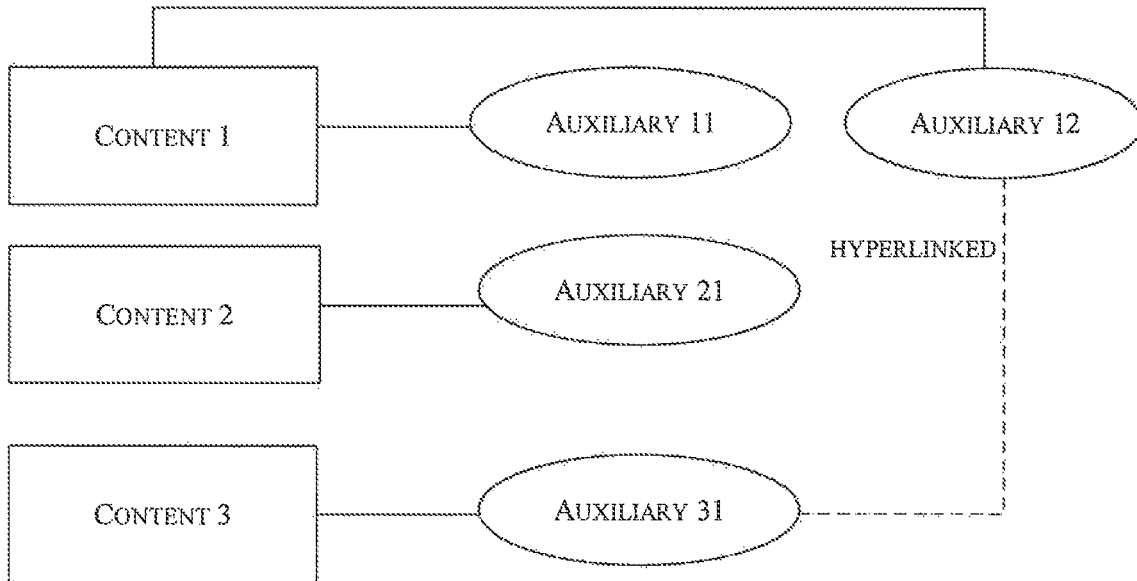 CONTENT 1
AUXILIARY 11
AUXILIARY 12
HYPERLINKED
CONTENT 2
AUXILIARY 21
CONTENT 3
AUXILIARY 31